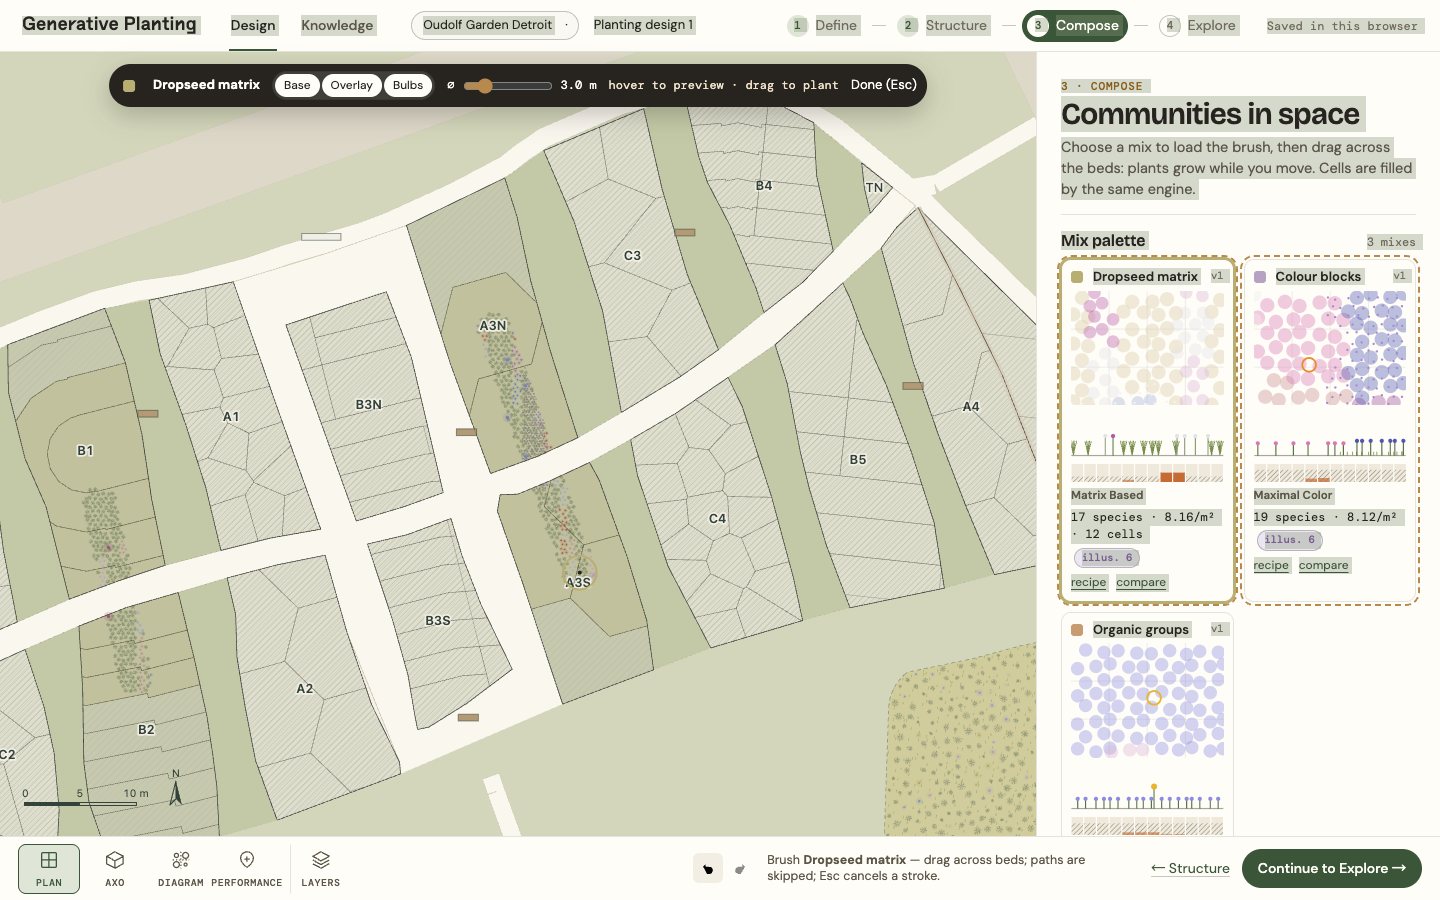 Generative Planting
Design
Knowledge
Oudolf Garden Detroit ·
Planting design 1
1 Define
2 Structure
3 Compose
4 Explore
Saved in this browser
Dropseed matrix
Base
Overlay
Bulbs
⌀
3.0 m
hover to preview · drag to plant
Done (Esc)
3 · COMPOSE
Communities in space
Choose a mix to load the brush, then drag across
the beds: plants grow while you move. Cells are filled
by the same engine.
Mix palette
3 mixes
Dropseed matrix v1
Matrix Based
17 species · 8.16/m²
· 12 cells
illus. 6
recipe compare
Colour blocks v1
Maximal Color
19 species · 8.12/m²
illus. 6
recipe compare
Organic groups v1
B4
TN
C3
A3N
B3N
A1
A4
B1
B5
C4
A3S
B3S
A2
B2
C2
N
0 5 10 m
PLAN
AXO
DIAGRAM
PERFORMANCE
LAYERS
Brush Dropseed matrix — drag across beds; paths are
skipped; Esc cancels a stroke.
← Structure
Continue to Explore →